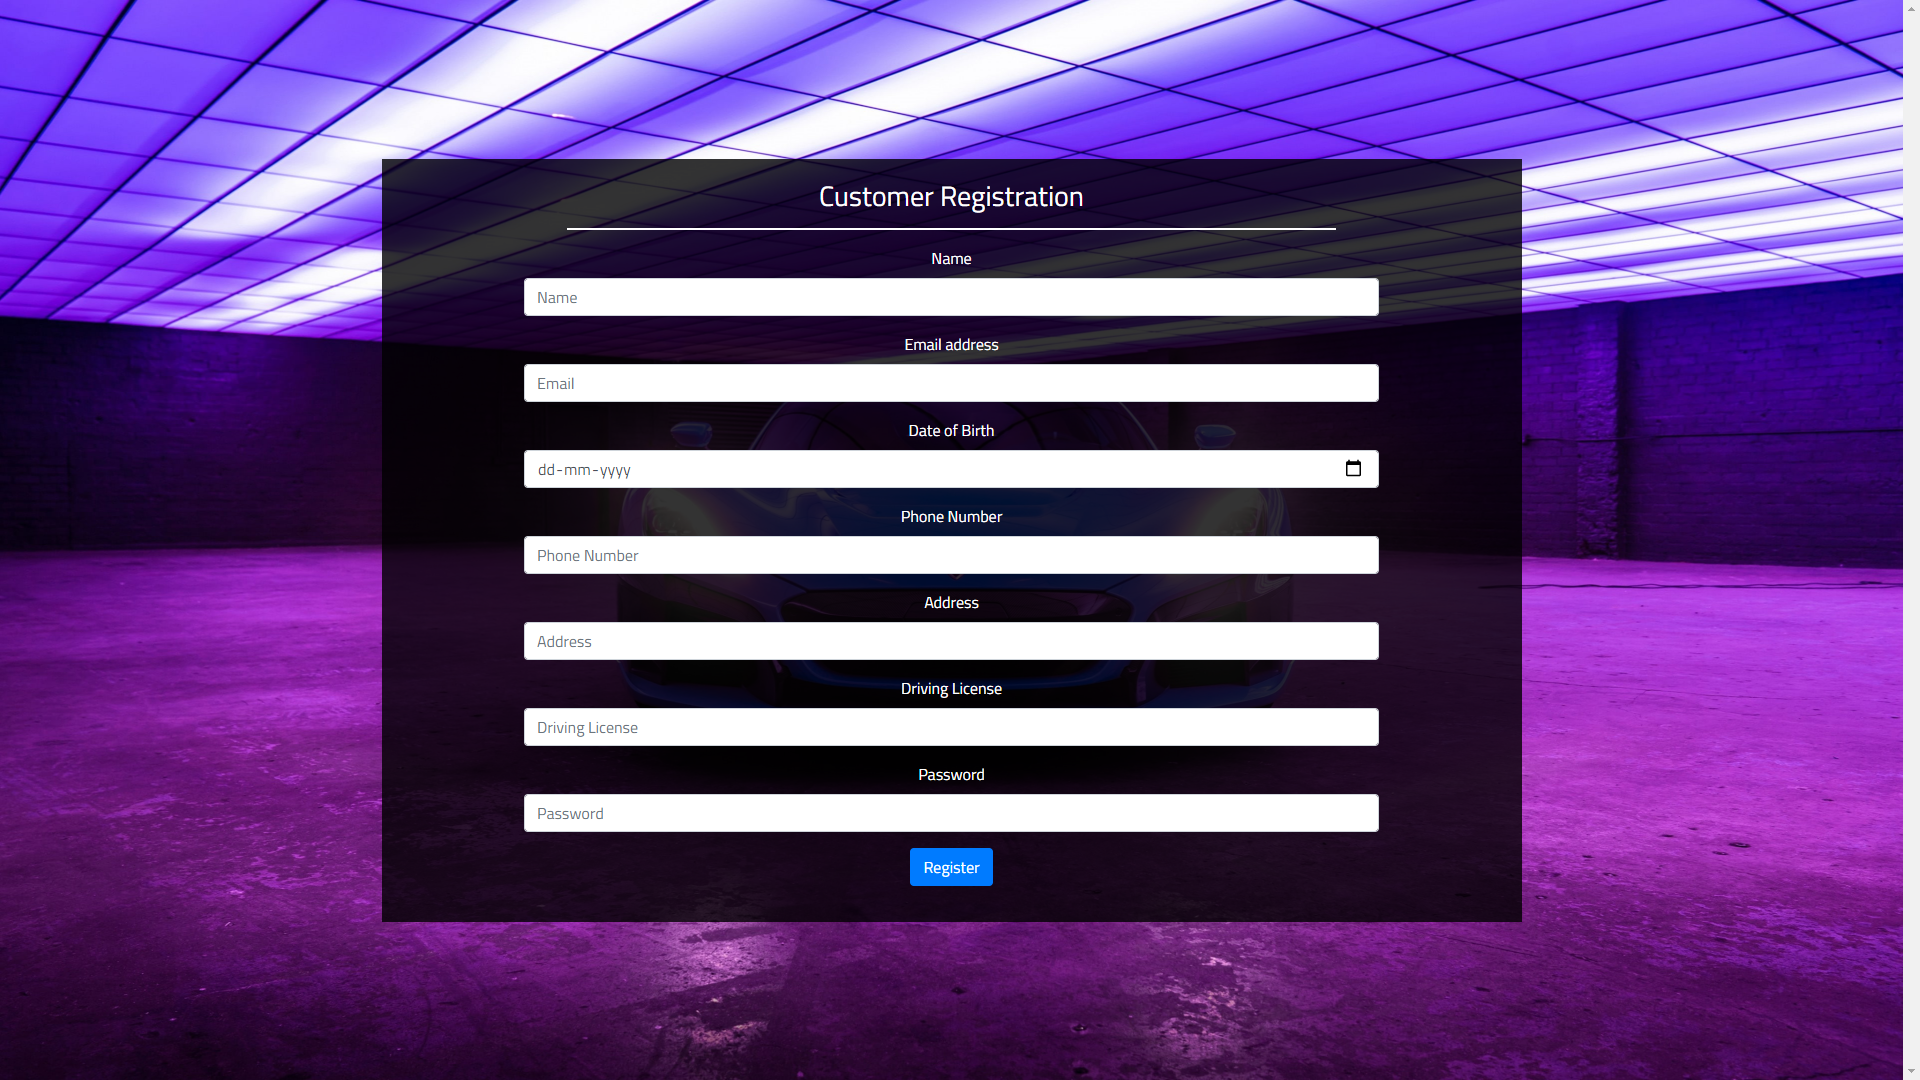 Customer Registration
Name
Name
Email address
Email
Date of Birth
dd-mm-yyyy
Phone Number
Phone Number
Address
Address
Driving License
Driving License
Password
Password
Register